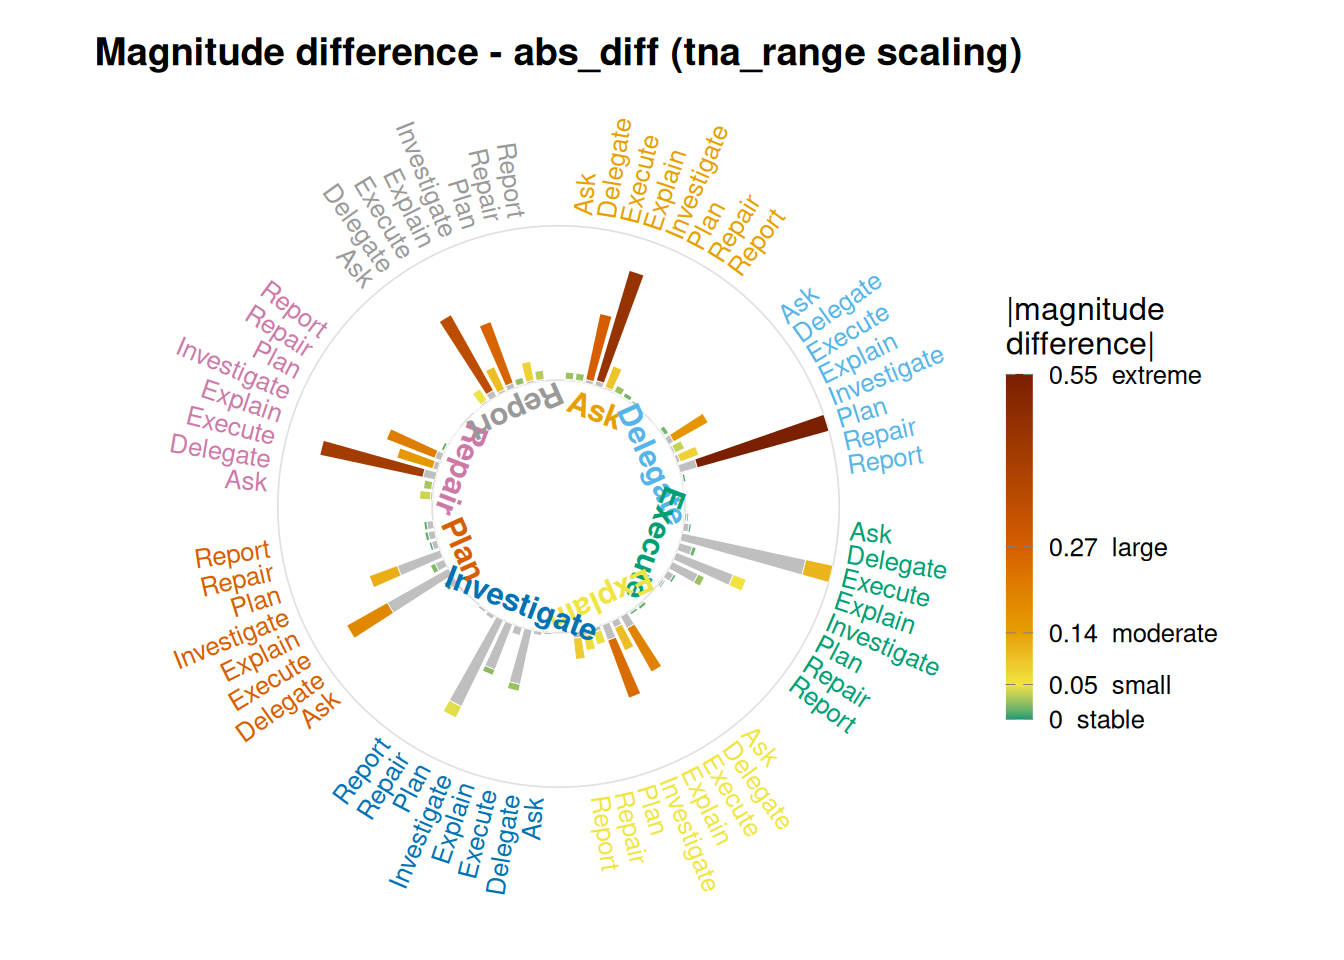 Magnitude difference - abs_diff (tna_range scaling)
Ask
Delegate
Execute
Explain
Investigate
Plan
Repair
Report
Ask
Delegate
Execute
Explain
Investigate
Plan
Repair
Report
Ask
Delegate
Execute
Explain
Investigate
Plan
Repair
Report
Ask
Delegate
Execute
Explain
Investigate
Plan
Repair
Report
Ask
Delegate
Execute
Explain
Investigate
Plan
Repair
Report
Ask
Delegate
Execute
Explain
Investigate
Plan
Repair
Report
Ask
Delegate
Execute
Explain
Investigate
Plan
Repair
Report
Ask
Delegate
Execute
Explain
Investigate
Plan
Repair
Report
Ask
Delegate
Execute
Explain
Investigate
Plan
Repair
Report
|magnitude
difference|
0.55 extreme
0.27 large
0.14 moderate
0.05 small
0 stable